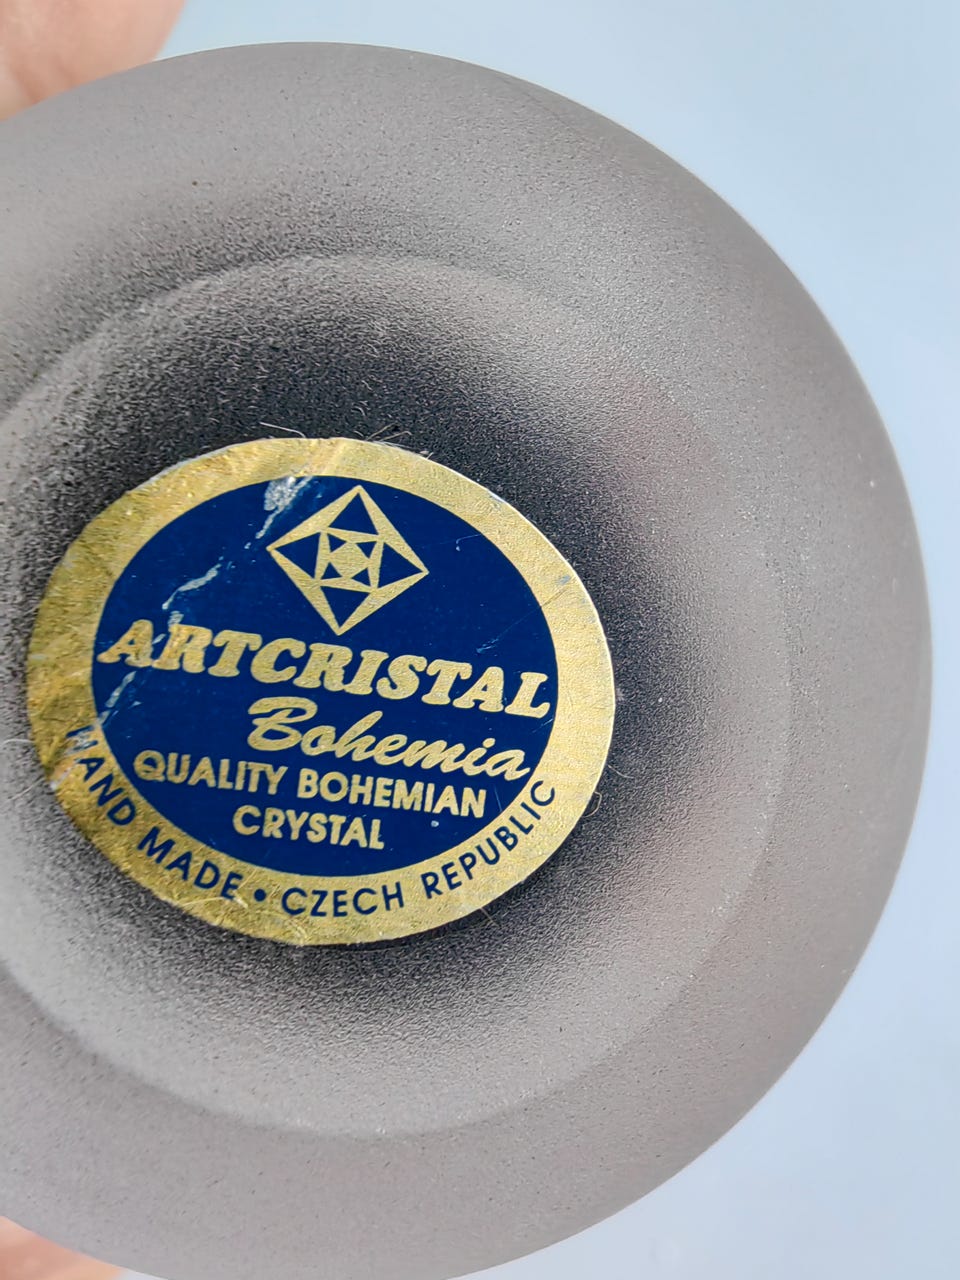 ARTCRISTAL
Bohemia
QUALITY BOHEMIAN
CRYSTAL
HAND MADE • CZECH REPUBLIC